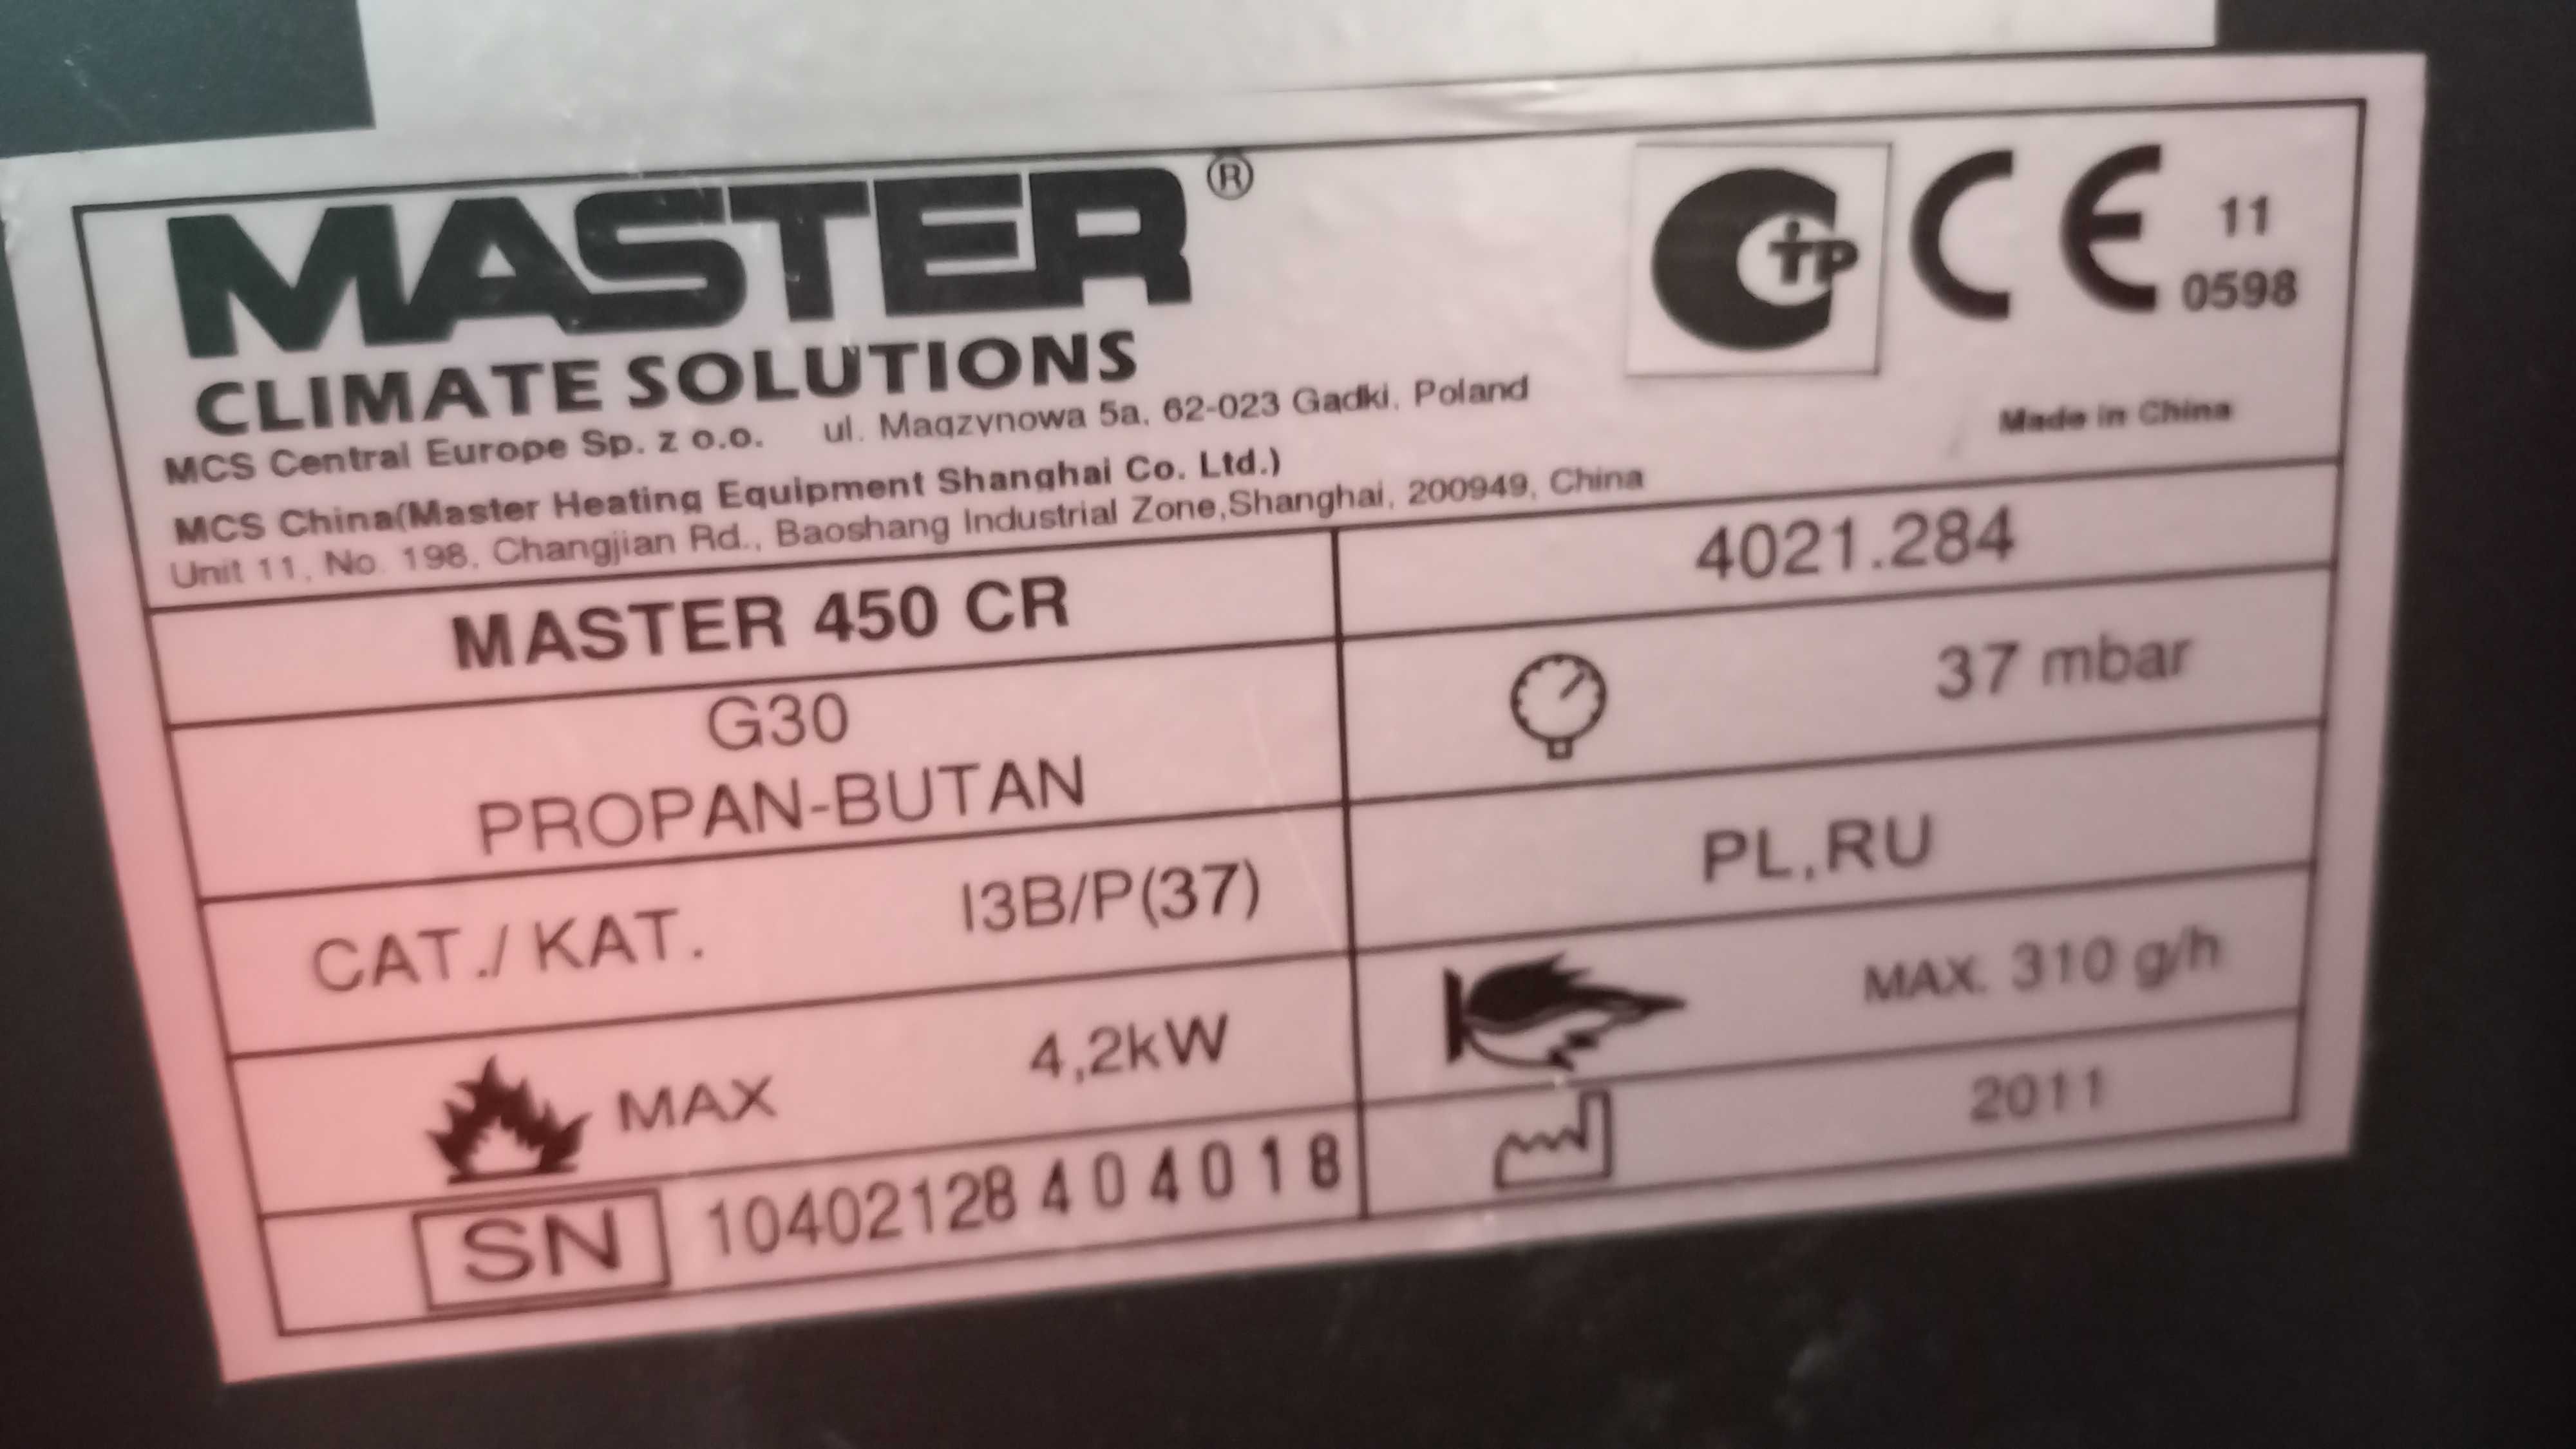 MASTER®
CLIMATE SOLUTIONS
MCS Central Europe Sp. z o.o. ul. Magzynowa 5a, 62-023 Gądki, Poland
MCS China(Master Heating Equipment Shanghai Co. Ltd.)
Unit 11, No. 198, Changjian Rd., Baoshang Industrial Zone,Shanghai, 200949, China
CE 11
0598
Made in China
MASTER 450 CR
4021.284
G30
PROPAN-BUTAN
37 mbar
CAT./ KAT. I3B/P(37)
PL,RU
MAX 4,2kW
MAX. 310 g/h
SN 10402128404018
2011